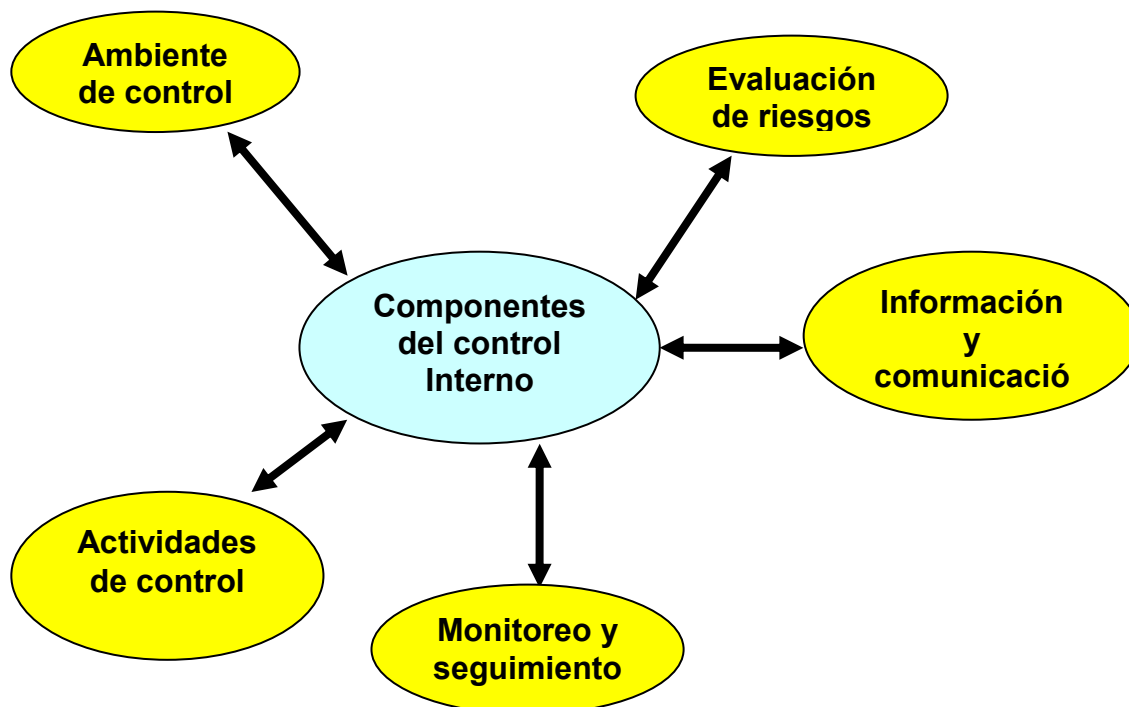 Ambiente
de control
Evaluación
de riesgos
Componentes
del control
Interno
Información
y
comunicació
Actividades
de control
Monitoreo y
seguimiento